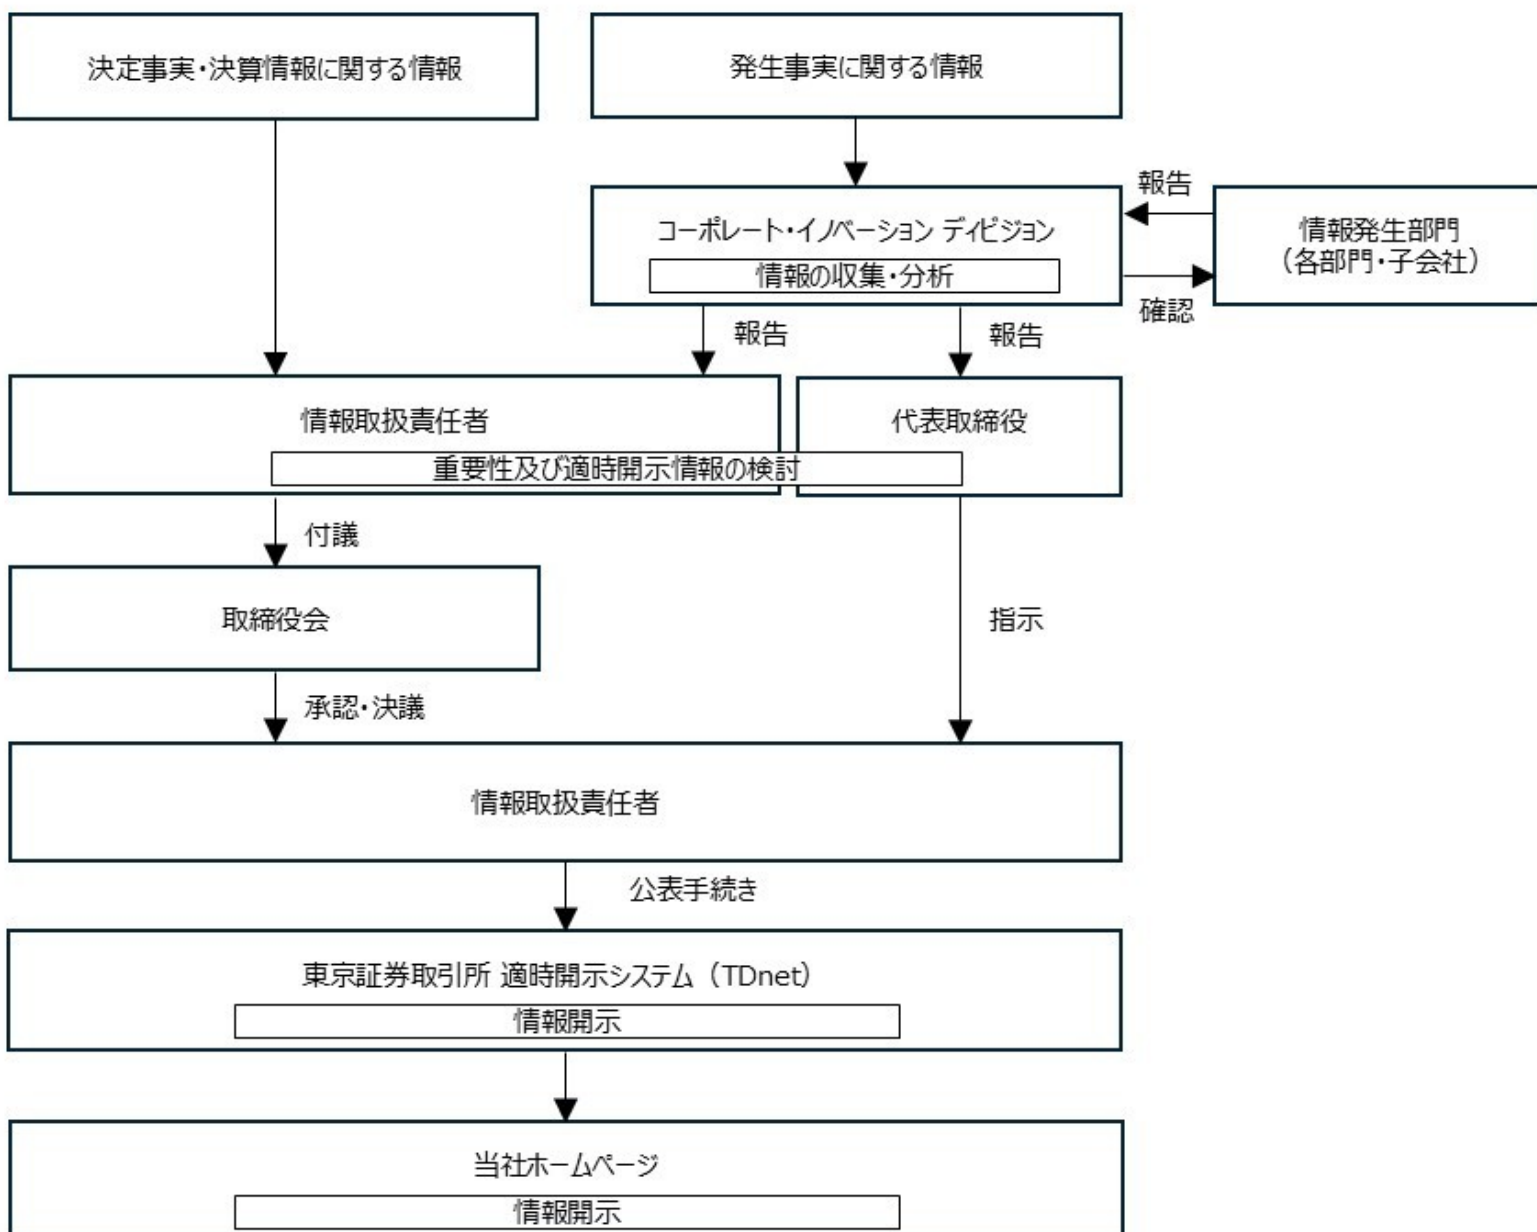 決定事実・決算情報に関する情報
発生事実に関する情報
コーポレート・イノベーション ディビジョン
情報の収集・分析
報告
確認
情報発生部門
（各部門・子会社）
報告
報告
情報取扱責任者
代表取締役
重要性及び適時開示情報の検討
付議
取締役会
指示
承認・決議
情報取扱責任者
公表手続き
東京証券取引所 適時開示システム（TDnet）
情報開示
当社ホームページ
情報開示